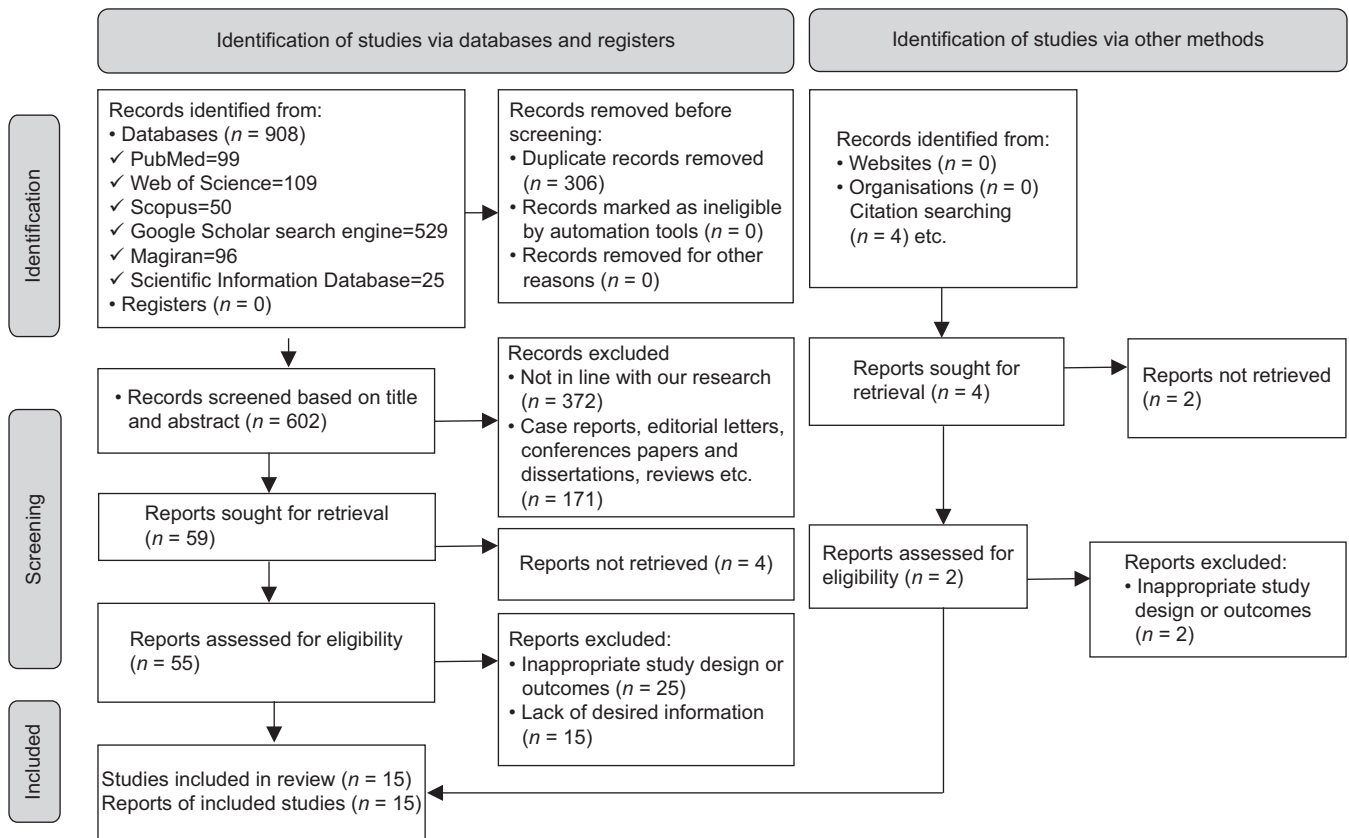 Identification of studies via databases and registers
Identification of studies via other methods
Identification
Records identified from:
• Databases (n = 908)
✓ PubMed=99
✓ Web of Science=109
✓ Scopus=50
✓ Google Scholar search engine=529
✓ Magiran=96
✓ Scientific Information Database=25
• Registers (n = 0)
Records removed before
screening:
• Duplicate records removed
(n = 306)
• Records marked as ineligible
by automation tools (n = 0)
• Records removed for other
reasons (n = 0)
Records identified from:
• Websites (n = 0)
• Organisations (n = 0)
Citation searching
(n = 4) etc.
Screening
• Records screened based on title
and abstract (n = 602)
Records excluded
• Not in line with our research
(n = 372)
• Case reports, editorial letters,
conferences papers and
dissertations, reviews etc.
(n = 171)
Reports sought for
retrieval (n = 4)
Reports not retrieved
(n = 2)
Reports sought for retrieval
(n = 59)
Reports not retrieved (n = 4)
Reports assessed for
eligibility (n = 2)
Reports excluded:
• Inappropriate study
design or outcomes
(n = 2)
Reports assessed for eligibility
(n = 55)
Reports excluded:
• Inappropriate study design or
outcomes (n = 25)
• Lack of desired information
(n = 15)
Included
Studies included in review (n = 15)
Reports of included studies (n = 15)